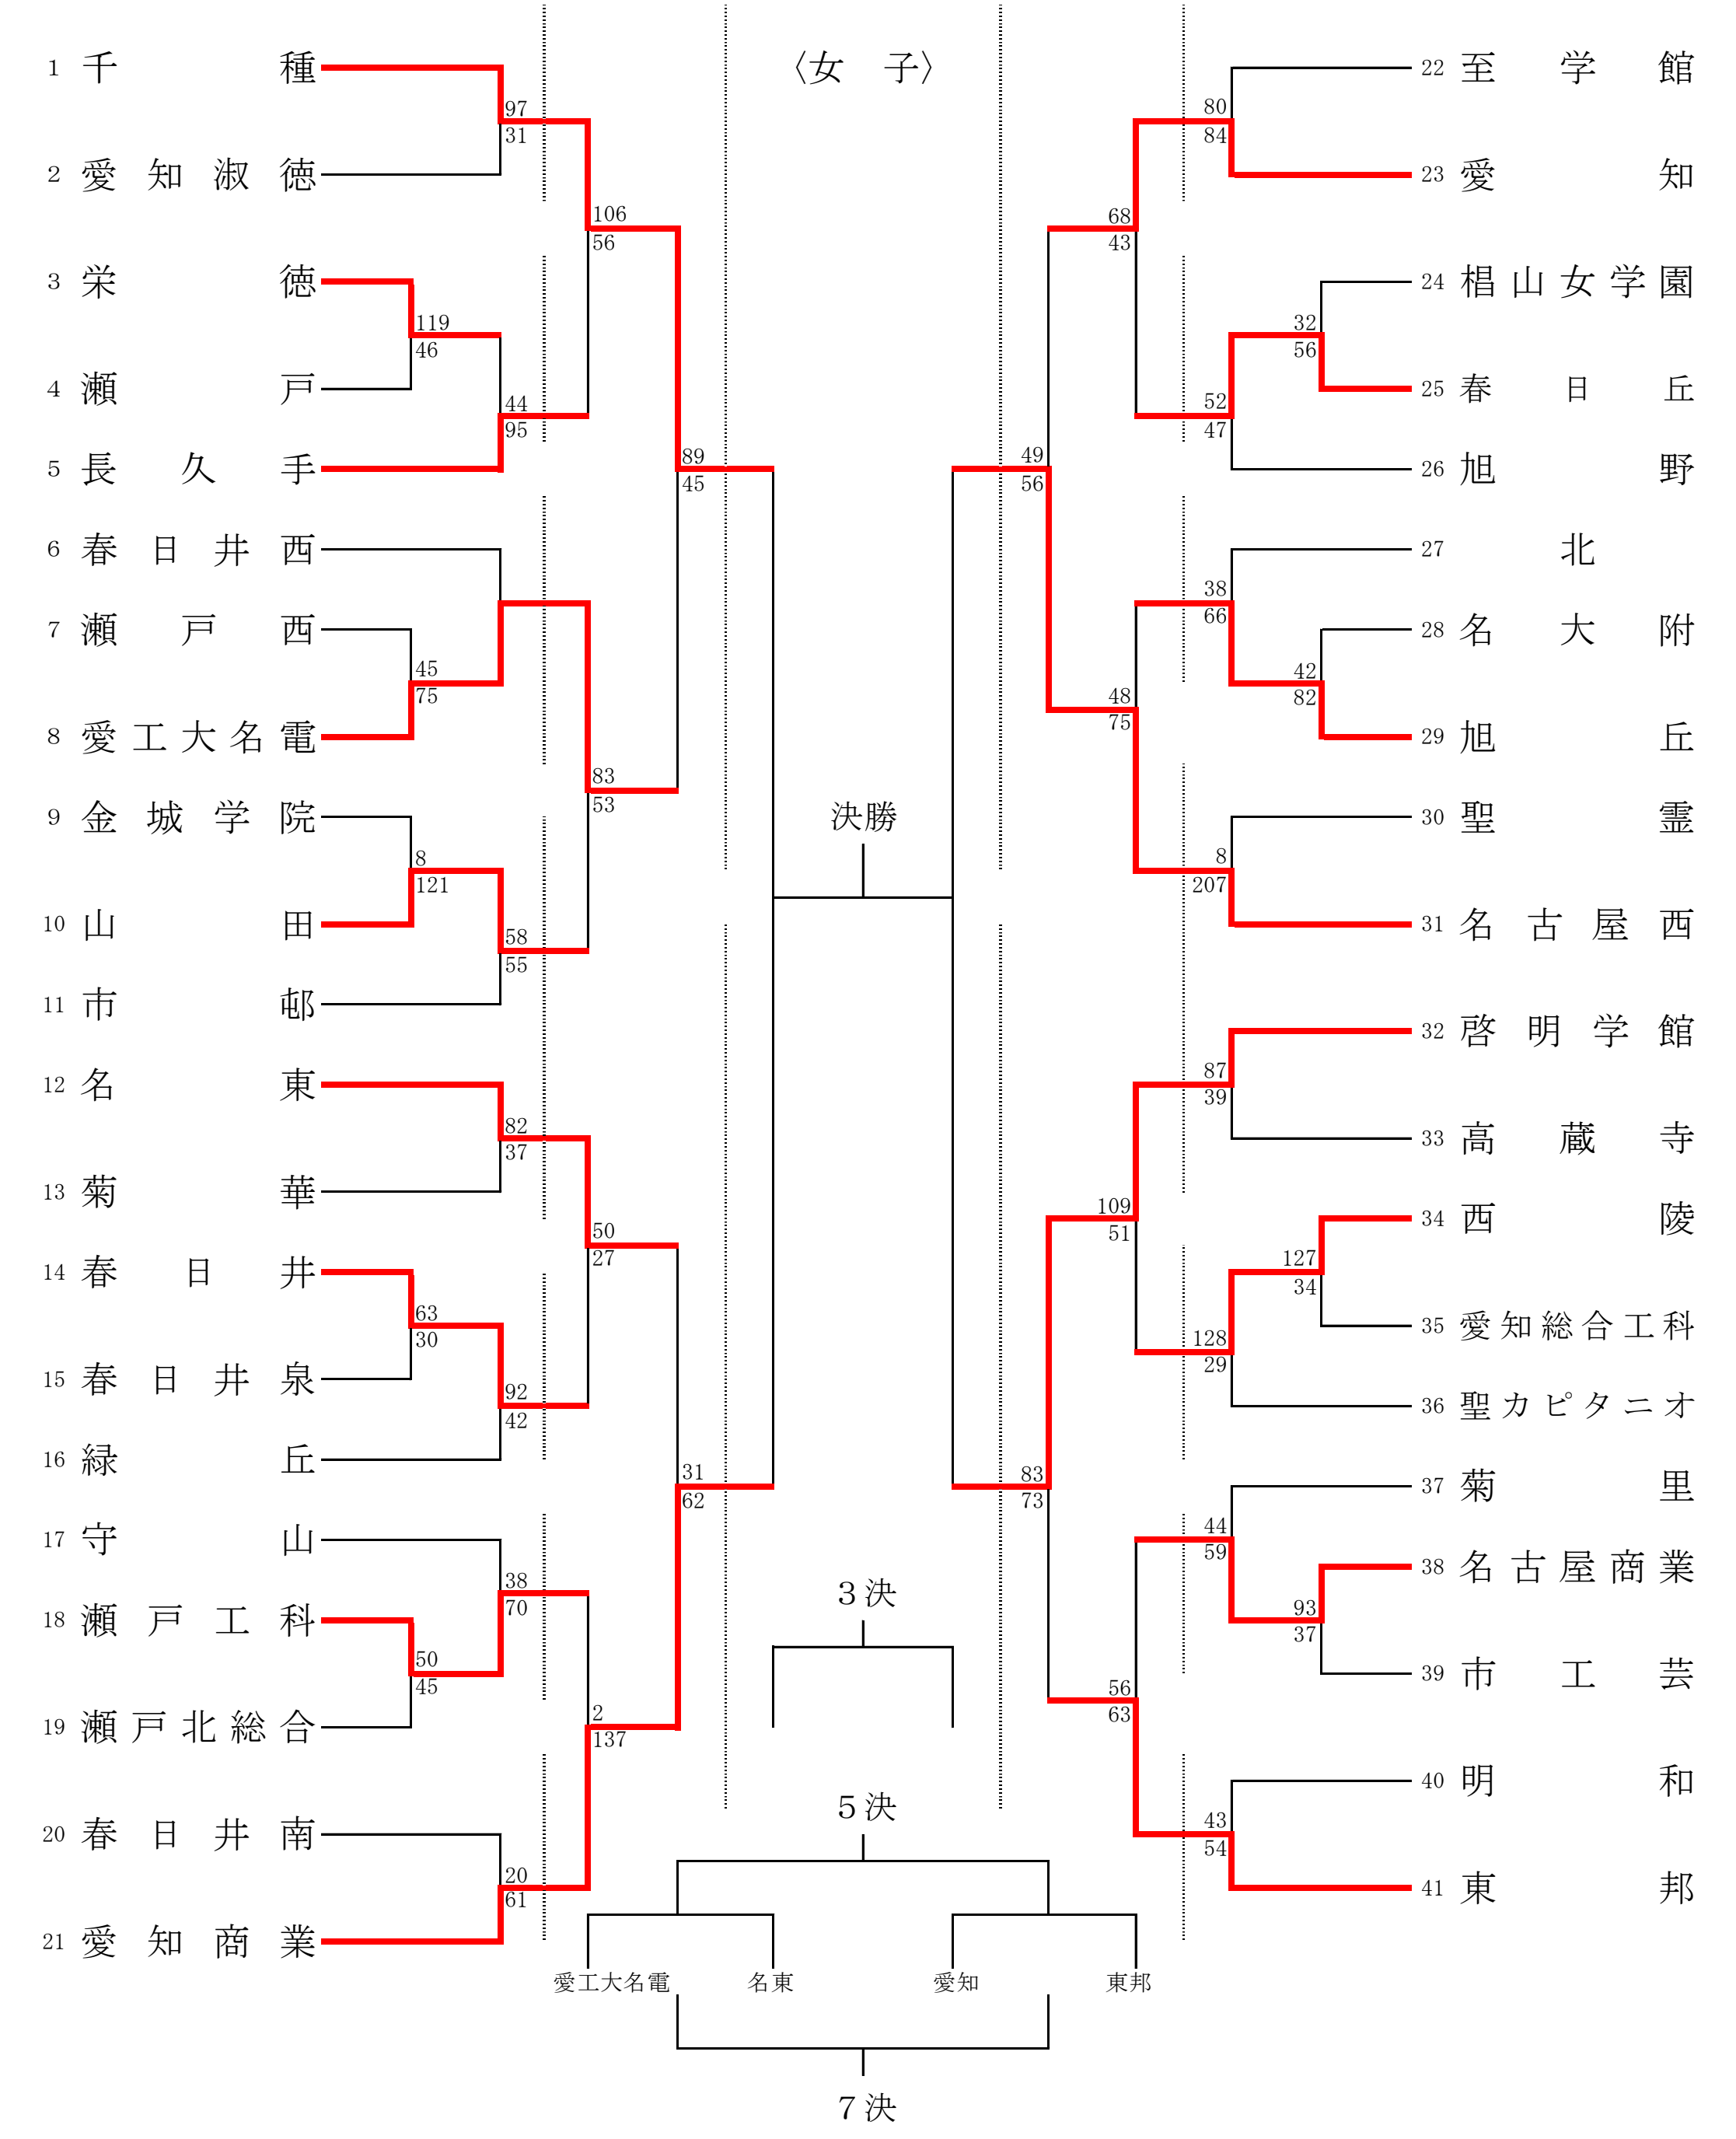 〈女　子〉
1 千種
2 愛知淑徳
3 栄徳
4 瀬戸
5 長久手
6 春日井西
7 瀬戸西
8 愛工大名電
9 金城学院
10 山田
11 市邨
12 名東
13 菊華
14 春日井
15 春日井泉
16 緑丘
17 守山
18 瀬戸工科
19 瀬戸北総合
20 春日井南
21 愛知商業
97
31
106
56
119
46
44
95
89
45
45
75
83
53
8
121
58
55
82
37
50
27
63
30
92
42
31
62
38
70
50
45
2
137
20
61
決勝
3決
5決
愛工大名電
名東
愛知
東邦
7決
80
84
68
43
32
56
52
47
49
56
38
66
42
82
48
75
8
207
87
39
109
51
127
34
128
29
83
73
44
59
93
37
56
63
43
54
22 至学館
23 愛知
24 椙山女学園
25 春日丘
26 旭野
27 北
28 名大附
29 旭丘
30 聖霊
31 名古屋西
32 啓明学館
33 高蔵寺
34 西陵
35 愛知総合工科
36 聖カピタニオ
37 菊里
38 名古屋商業
39 市工芸
40 明和
41 東邦